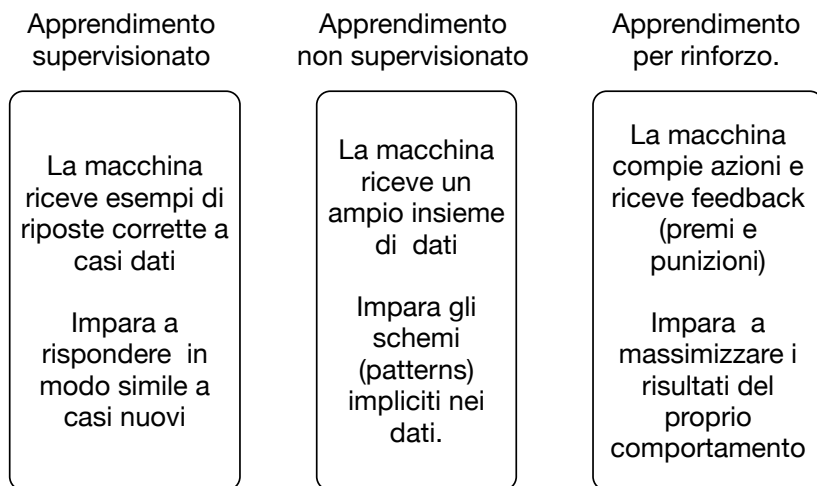 Apprendimento
supervisionato
La macchina
riceve esempi di
riposte corrette a
casi dati
Impara a
rispondere in
modo simile a
casi nuovi
Apprendimento
non supervisionato
La macchina
riceve un
ampio insieme
di dati
Impara gli
schemi
(patterns)
impliciti nei
dati.
Apprendimento
per rinforzo.
La macchina
compie azioni e
riceve feedback
(premi e
punizioni)
Impara a
massimizzare i
risultati del
proprio
comportamento